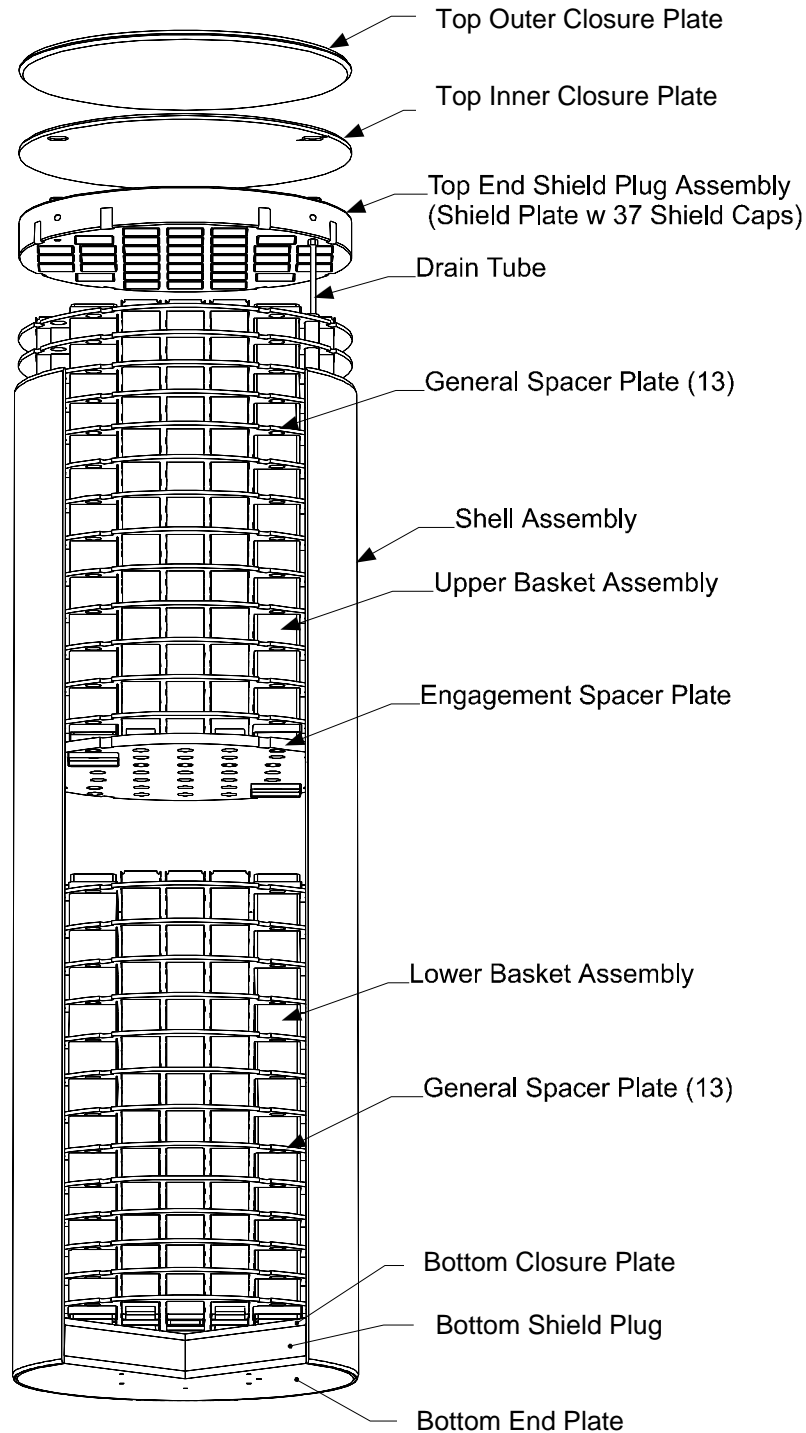 Top Outer Closure Plate
Top Inner Closure Plate
Top End Shield Plug Assembly
(Shield Plate w 37 Shield Caps)
Drain Tube
General Spacer Plate (13)
Shell Assembly
Upper Basket Assembly
Engagement Spacer Plate
Lower Basket Assembly
General Spacer Plate (13)
Bottom Closure Plate
Bottom Shield Plug
Bottom End Plate